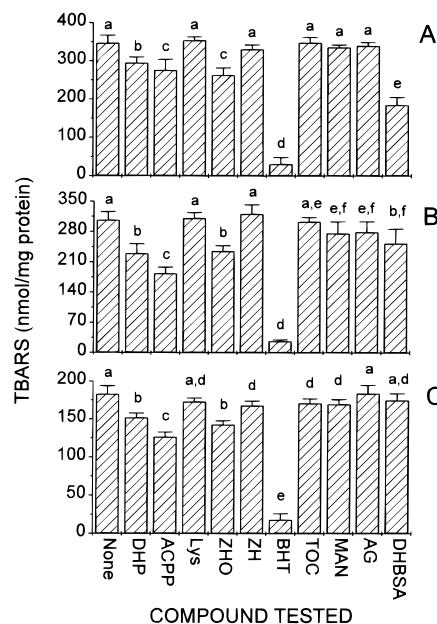 TBARS (nmol/mg protein)
A
400
300
200
100
0
a b c a c a d a a a e
B
350
280
210
140
70
0
a b c a b a d a,e e,f e,f b,f
C
200
150
100
50
0
a b c a,d b d e d d a a,d
None DHP ACPP Lys ZHO ZH BHT TOC MAN AG DHBSA
COMPOUND TESTED